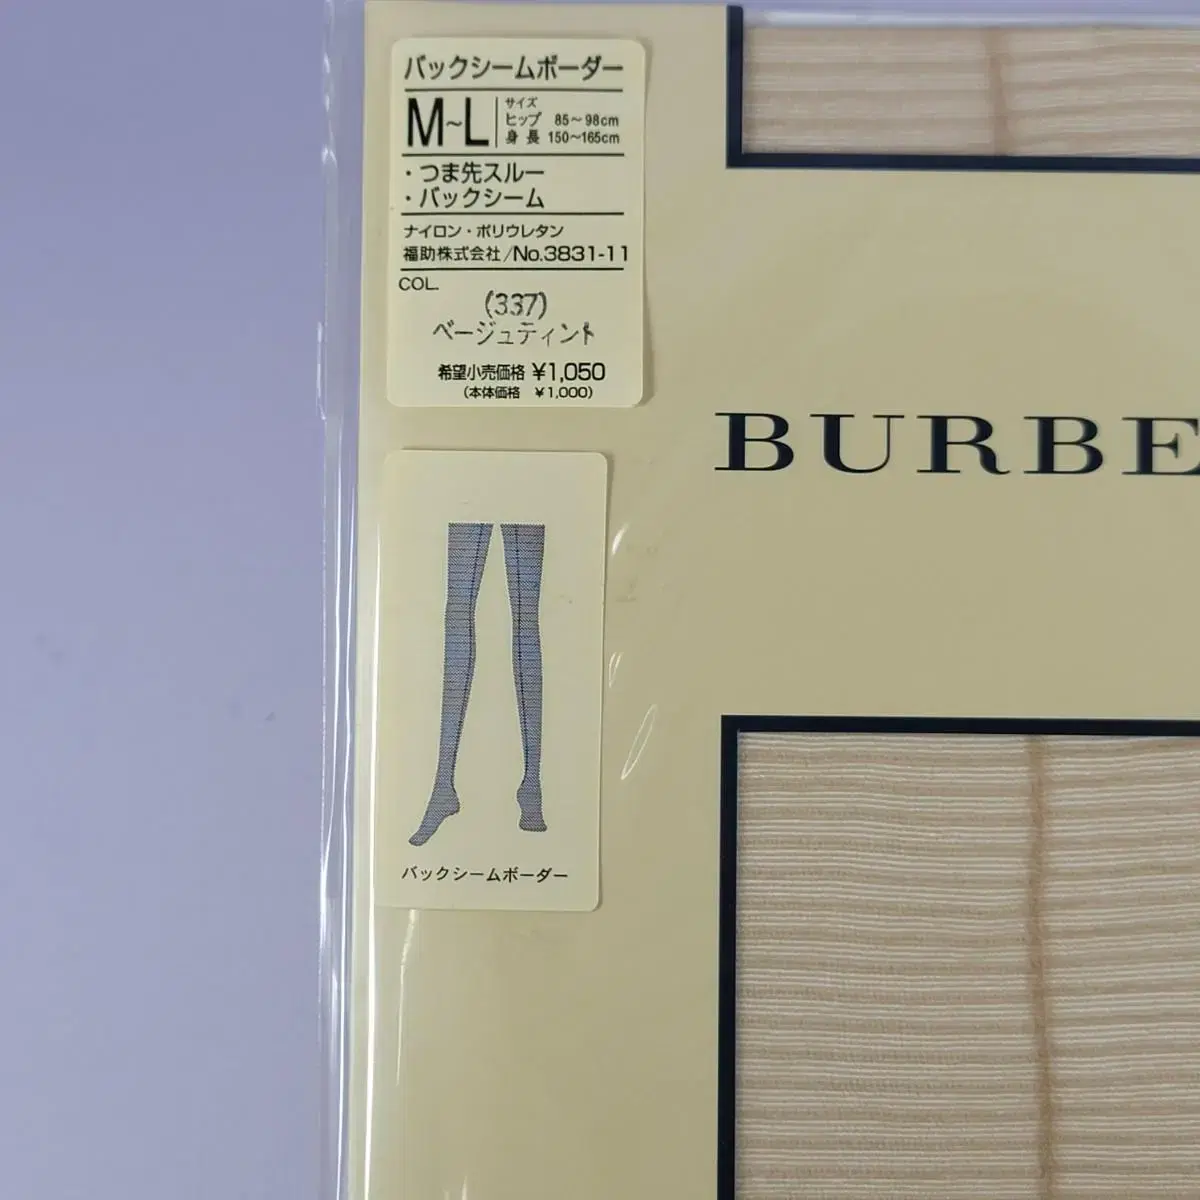 バックシームボーダー
M~L
サイズ
ヒップ 85~98cm
身長 150~165cm
・つま先スルー
・バックシーム
ナイロン・ポリウレタン
福助株式会社/No.3831-11
COL.
(337)
ベージュティント
希望小売価格 ¥1,050
(本体価格 ¥1,000)
BURBE
バックシームボーダー